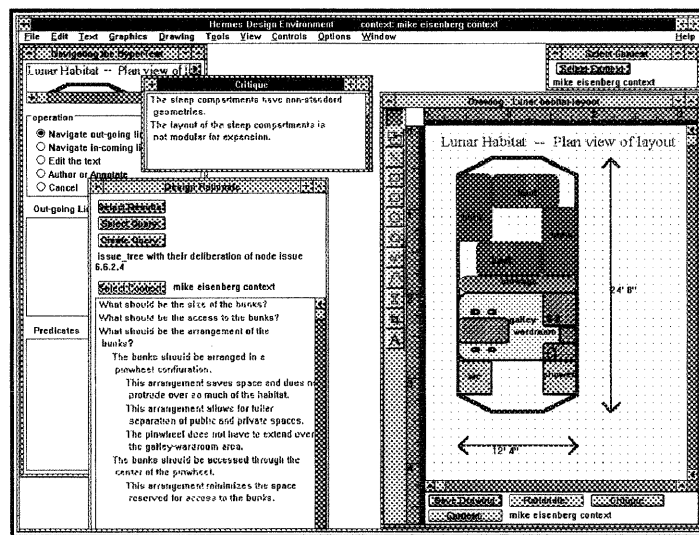 Hermes Design Environment context: mike eisenberg context
File Edit Text Graphics Drawing Tools View Controls Options Window Help
Navigating the HyperText
Lunar Habitat -- Plan view of l
operation
Navigate out-going li
Navigate in-coming li
Edit the text
Author or Annotate
Cancel
Out-going Li
Predicates
Critique
The sleep compartments have non-standard
geometries.
The layout of the sleep compartments is
not modular for expansion.
Design Rationale
Select Results
Select Query
Create Query
issue_tree with their deliberation of node issue
6.6.2.4
Select Context mike eisenberg context
What should be the size of the bunks?
What should be the access to the bunks?
What should be the arrangement of the
bunks?
The bunks should be arranged in a
pinwheel confiuration.
This arrangement saves space and does n
protrude over so much of the habitat.
This arrangement allows for fuller
separation of public and private spaces.
The pinwheel does not have to extend over
the galley-wardroom area.
The bunks should be accessed through the
center of the pinwheel.
This arrangement minimizes the space
reserved for access to the bunks.
Select Context
Select Context
mike eisenberg context
Drawing: Lunar habitat layout
Lunar Habitat -- Plan view of layout
galley
wardroom
shower
24' 8"
12' 4"
Save Drawing Rationale Critique
Context mike eisenberg context